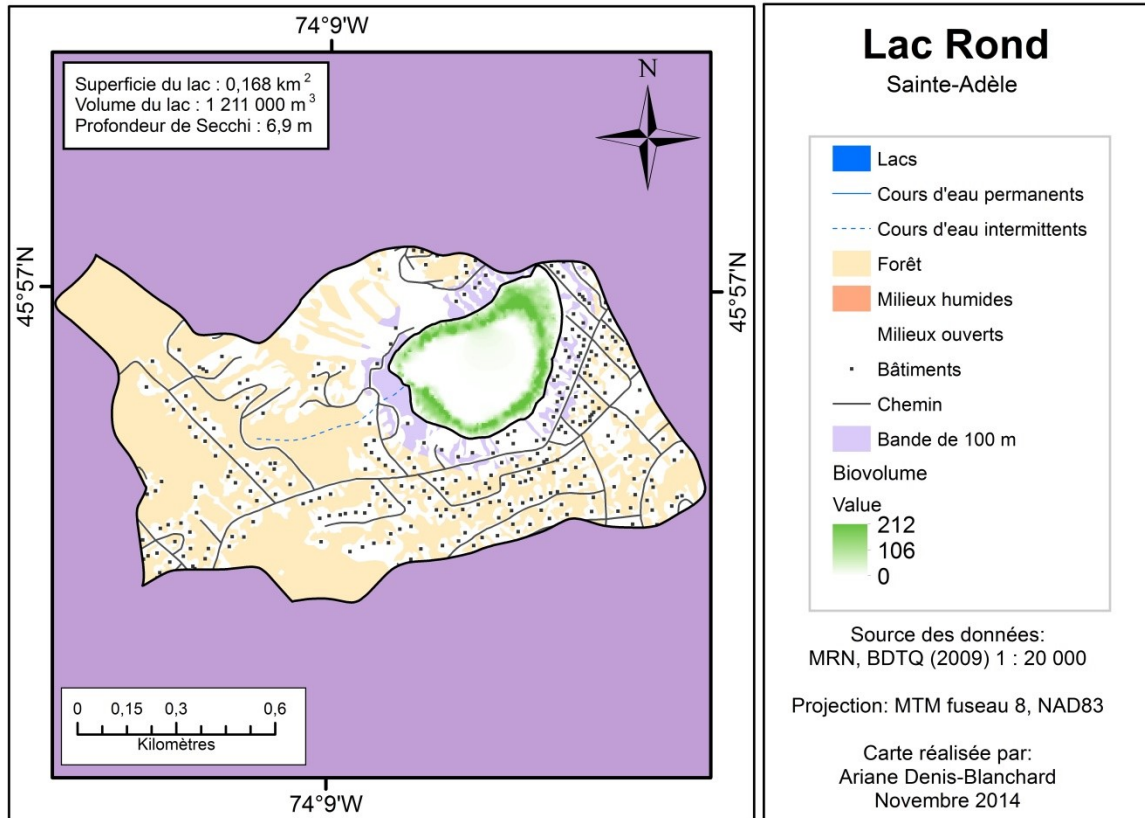 74°9'W
Superficie du lac : 0,168 km²
Volume du lac : 1 211 000 m³
Profondeur de Secchi : 6,9 m
N
45°57'N
45°57'N
0 0,15 0,3 0,6
Kilomètres
74°9'W
Lac Rond
Sainte-Adèle
Lacs
Cours d'eau permanents
Cours d'eau intermittents
Forêt
Milieux humides
Milieux ouverts
Bâtiments
Chemin
Bande de 100 m
Biovolume
Value
212
106
0
Source des données:
MRN, BDTQ (2009) 1 : 20 000
Projection: MTM fuseau 8, NAD83
Carte réalisée par:
Ariane Denis-Blanchard
Novembre 2014